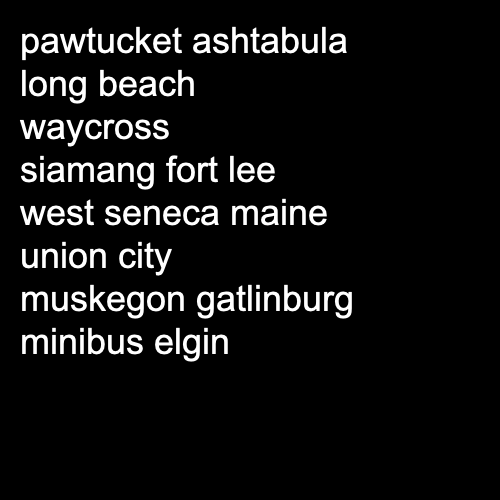 pawtucket ashtabula
long beach
waycross
siamang fort lee
west seneca maine
union city
muskegon gatlinburg
minibus elgin